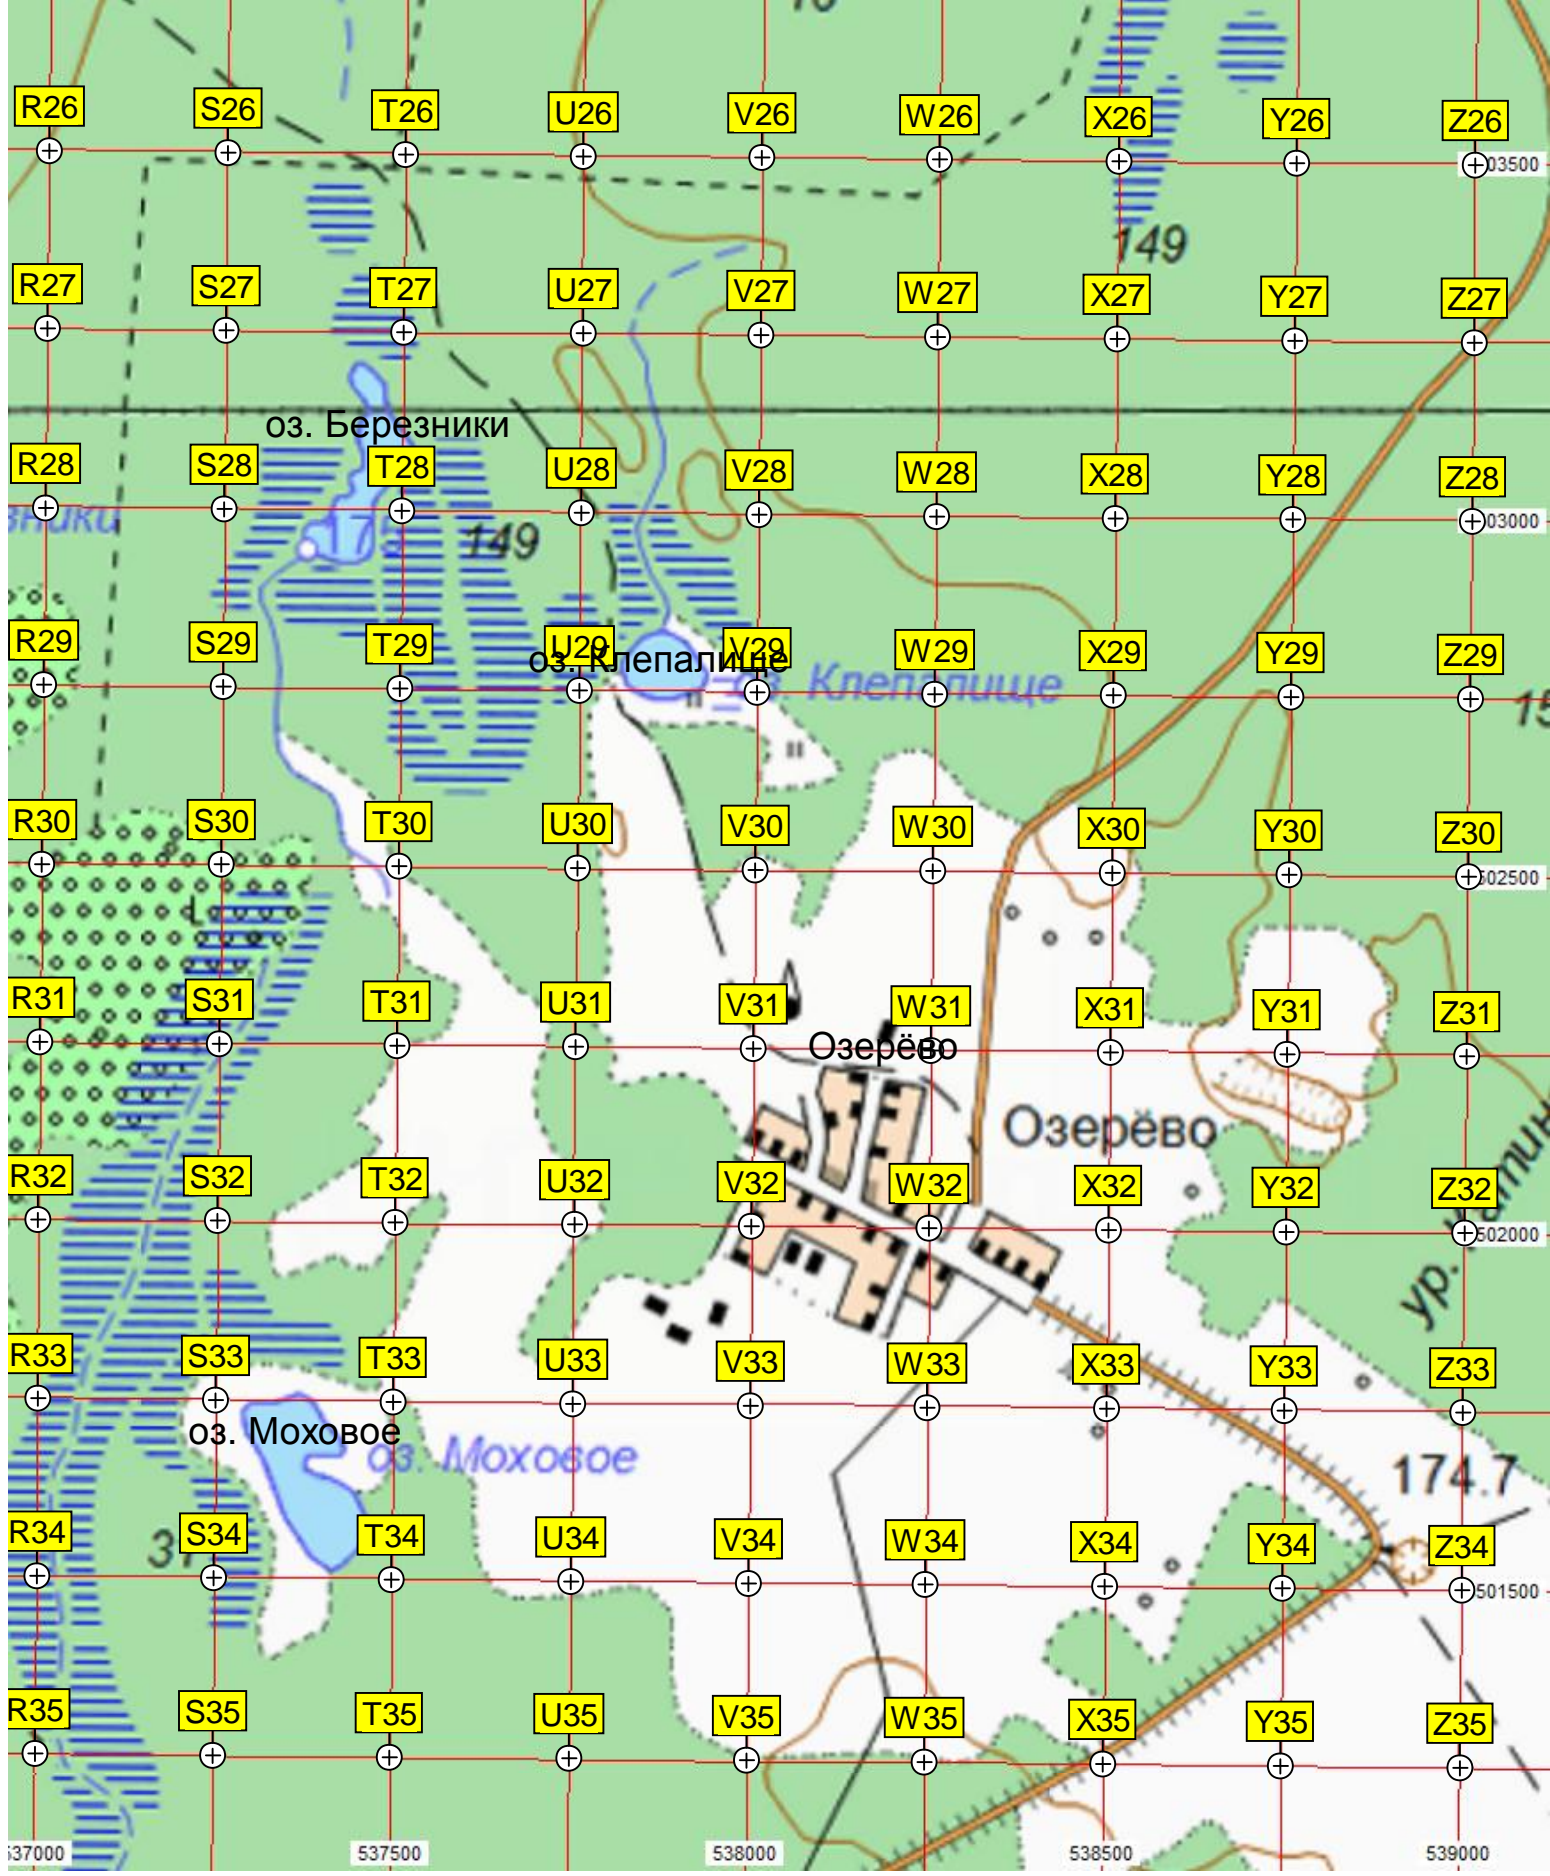 R26 S26 T26 U26 V26 W26 X26 Y26 Z26
03500
149
R27 S27 T27 U27 V27 W27 X27 Y27 Z27
оз. Березники
R28 S28 T28 U28 V28 W28 X28 Y28 Z28
03000
149
R29 S29 T29 U29 V29 W29 X29 Y29 Z29
оз. Клепалище
оз. Клепалище
R30 S30 T30 U30 V30 W30 X30 Y30 Z30
502500
R31 S31 T31 U31 V31 W31 X31 Y31 Z31
Озерёво
Озерёво
R32 S32 T32 U32 V32 W32 X32 Y32 Z32
502000
ур.
R33 S33 T33 U33 V33 W33 X33 Y33 Z33
оз. Моховое
оз. Моховое
174.7
R34 S34 T34 U34 V34 W34 X34 Y34 Z34
501500
R35 S35 T35 U35 V35 W35 X35 Y35 Z35
537000 537500 538000 538500 539000